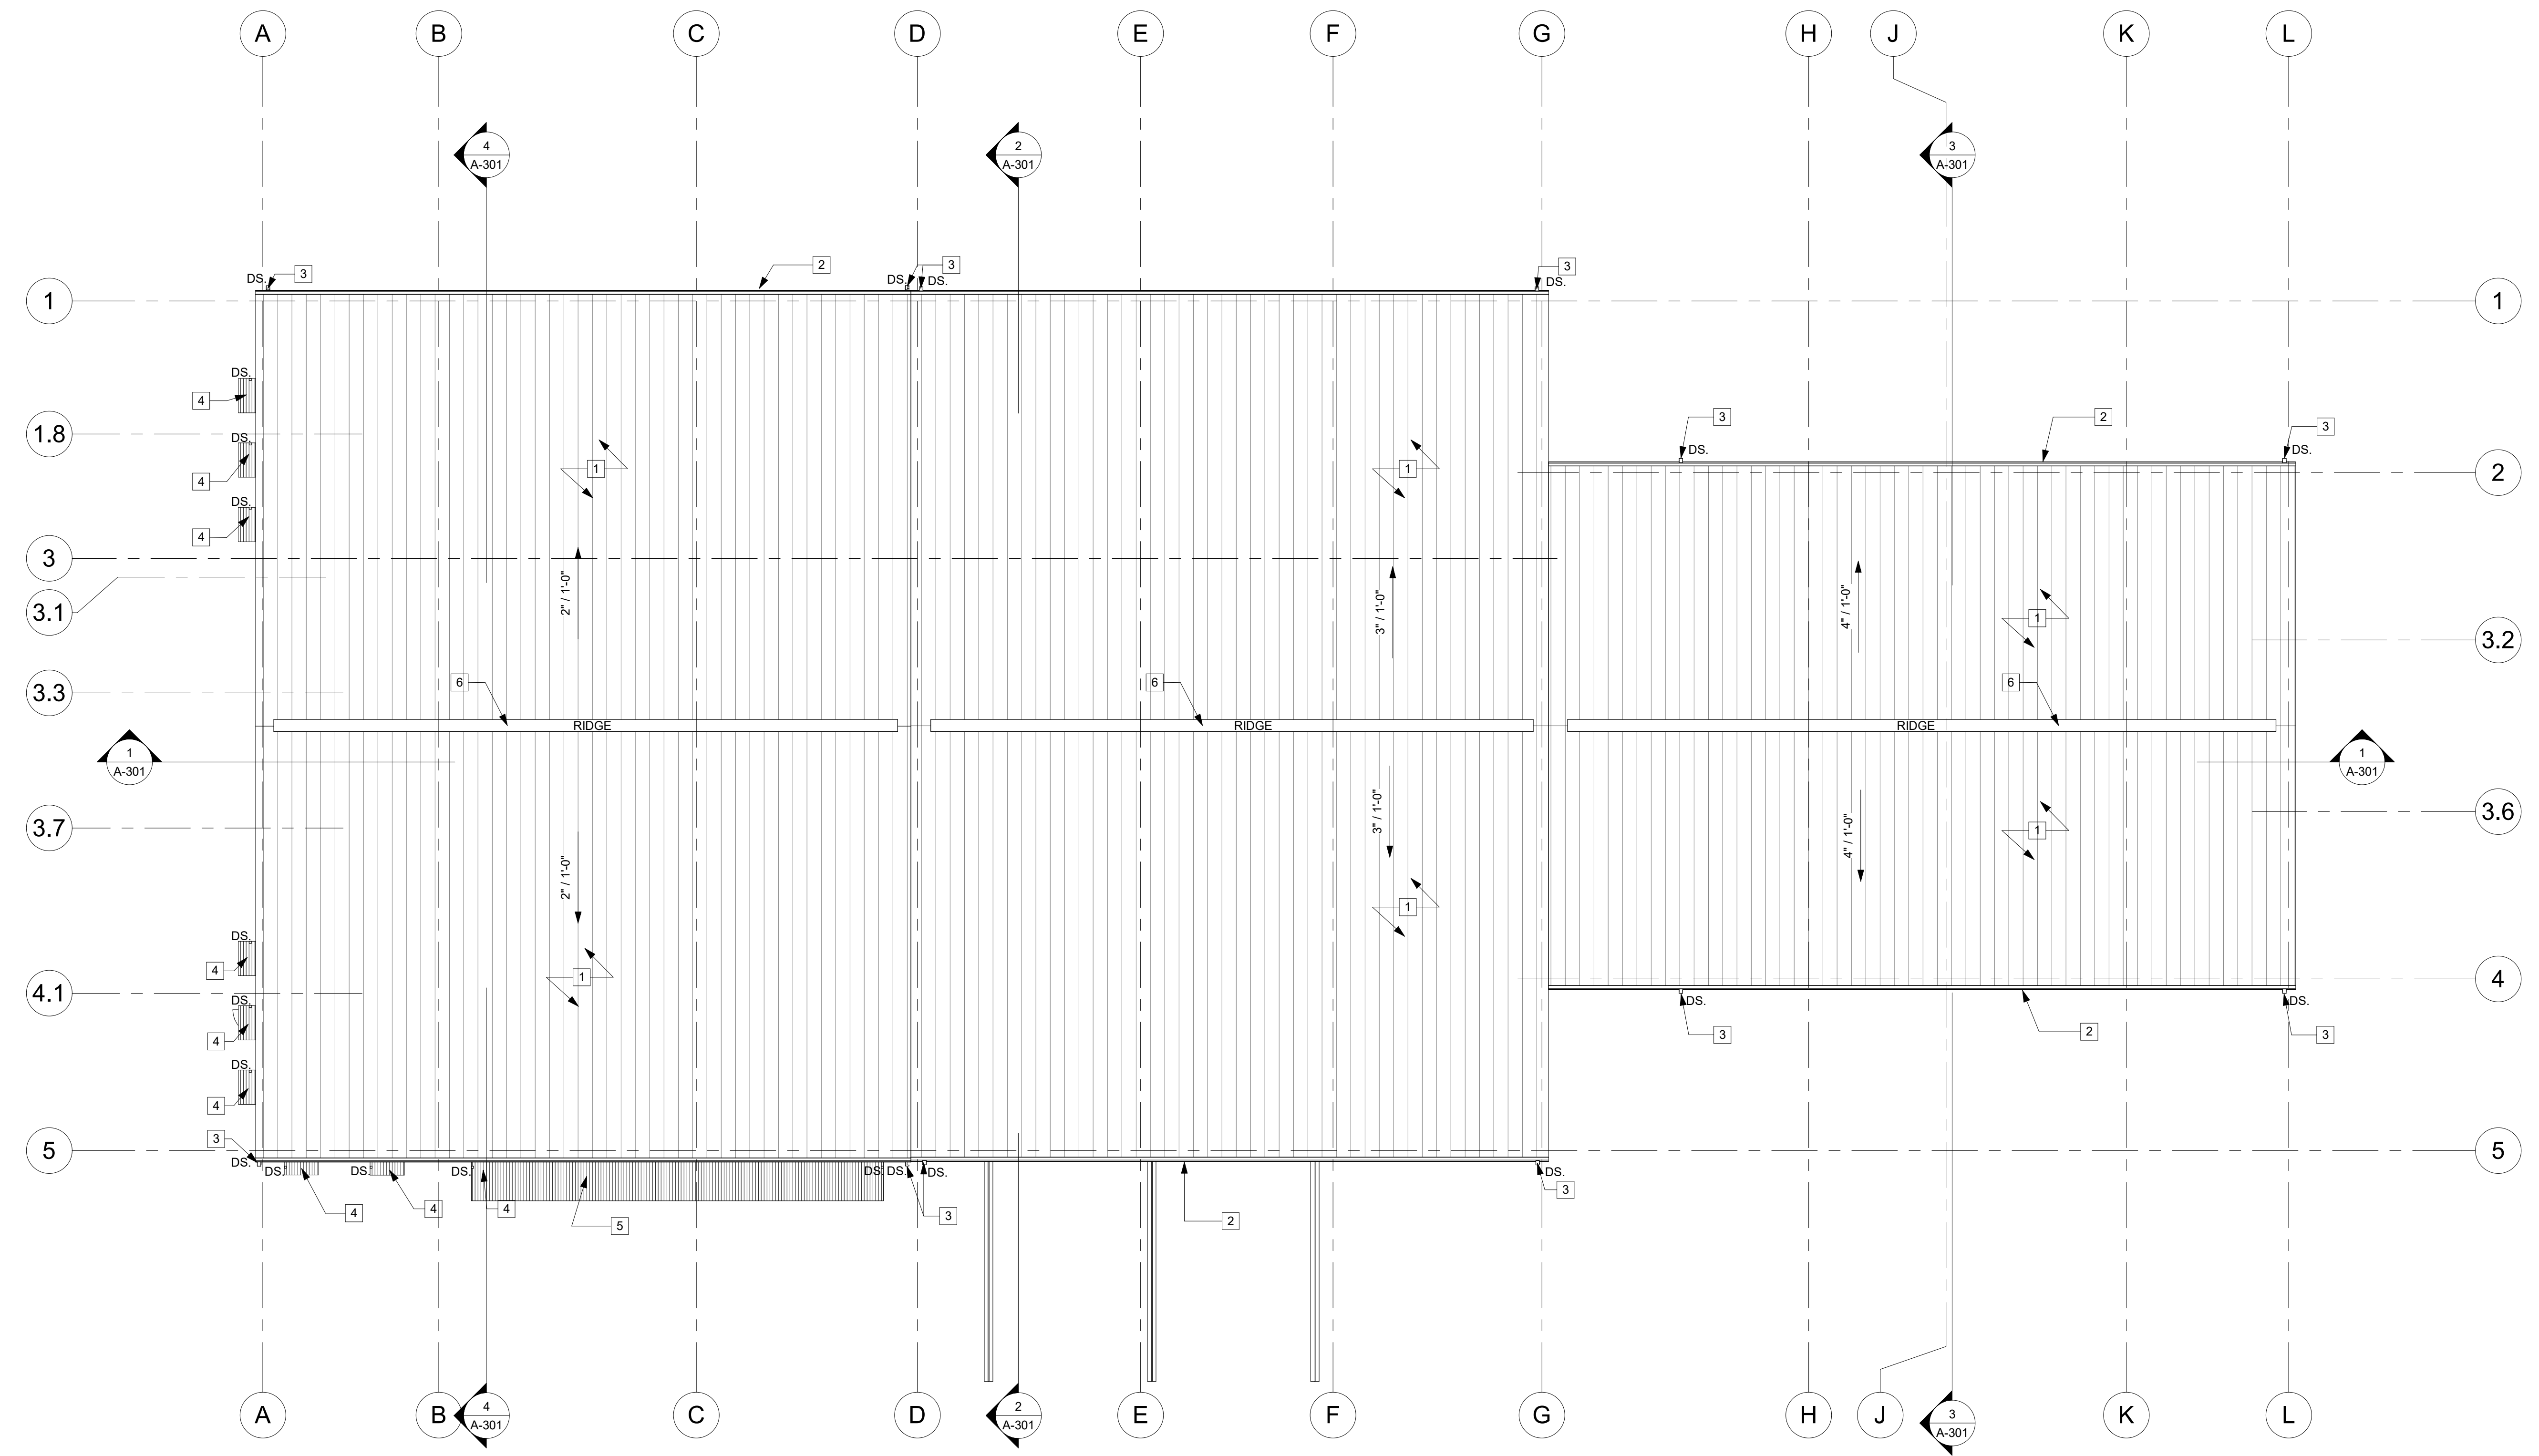 A B C D E F G H J K L
4
A-301
2
A-301
3
A-301
DS. 3 2 DS. 3 DS. 3 DS.
1 1
DS.
4
3 2 3
1.8
DS.
4
DS. DS.
1 1
2
DS.
4
3
3.1
2" / 1'-0" 3" / 1'-0" 4" / 1'-0"
1
3.2
3.3
6 6 6
RIDGE RIDGE RIDGE
1
A-301
1
A-301
3.7
3" / 1'-0"
1
3.6
2" / 1'-0"
4" / 1'-0"
1
DS.
4
1
4.1
4
DS.
4
DS. DS.
3 2 3
DS.
4
3
5 5
DS. DS. DS. DS. DS. DS. DS. DS.
4 4 4 5 3 2 3
A B C D E F G H J K L
4
A-301
2
A-301
3
A-301